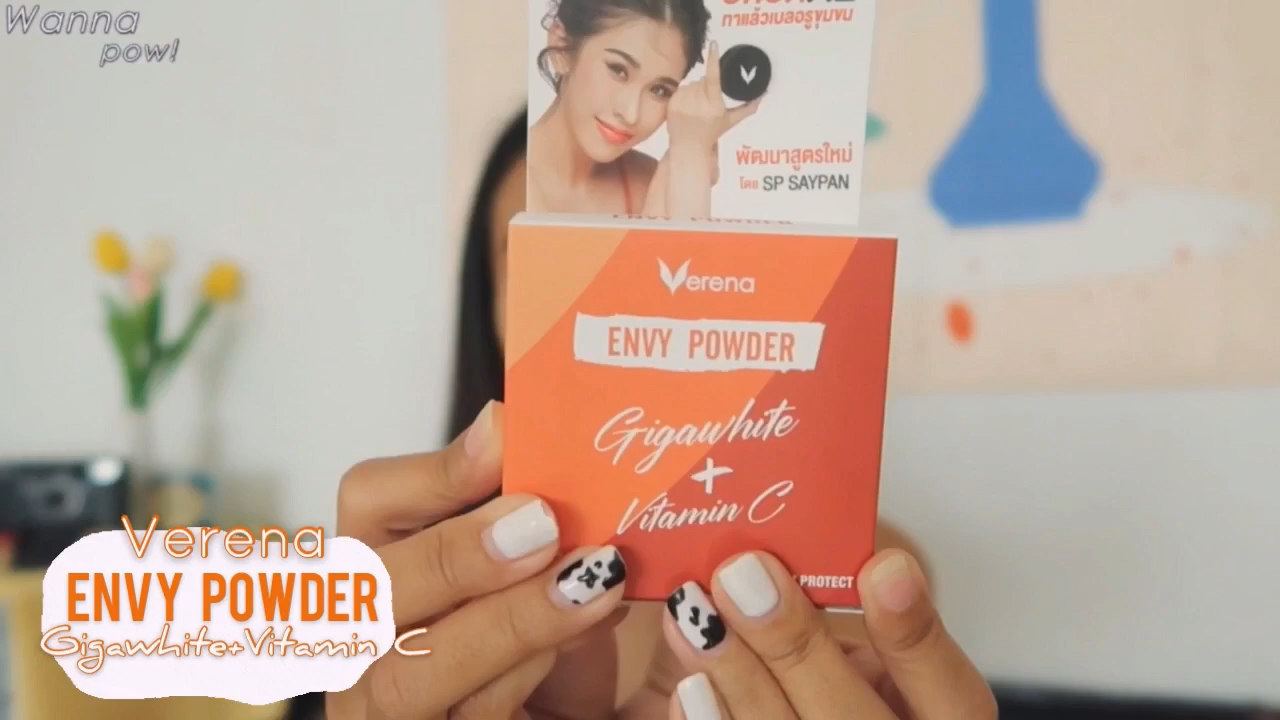 Wanna
pow!
ทาแล้วเบลอรูขุมขน
พัฒนาสูตรใหม่
โดย SP SAYPAN
Verena
ENVY POWDER
Gigawhite
+
Vitamin C
PROTECT
Verena
ENVY POWDER
Gigawhite+Vitamin C